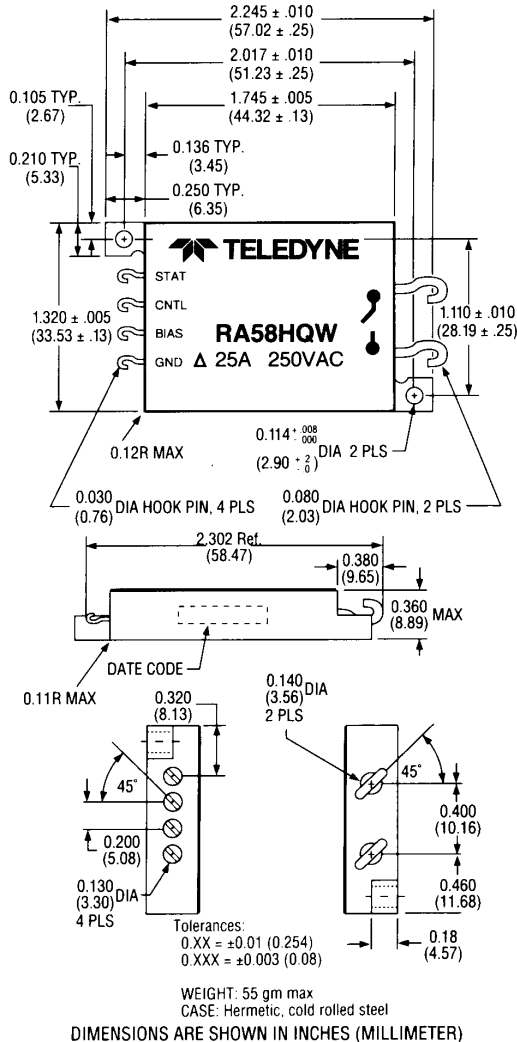 2.245 ± .010
(57.02 ± .25)
2.017 ± .010
(51.23 ± .25)
1.745 ± .005
(44.32 ± .13)
0.105 TYP.
(2.67)
0.136 TYP.
(3.45)
0.210 TYP.
(5.33)
0.250 TYP.
(6.35)
TELEDYNE
STAT
CNTL
BIAS
GND
RA58HQW
Δ 25A 250VAC
1.320 ± .005
(33.53 ± .13)
1.110 ± .010
(28.19 ± .25)
0.12R MAX
0.114 + .008 - .000
(2.90 + .2 - 0)
DIA 2 PLS
0.030
(0.76)
DIA HOOK PIN, 4 PLS
0.080
(2.03)
DIA HOOK PIN, 2 PLS
2.302 Ref.
(58.47)
0.380
(9.65)
0.360
(8.89)
MAX
DATE CODE
0.11R MAX
0.320
(8.13)
0.140
(3.56)
DIA
2 PLS
45°
45°
0.200
(5.08)
0.400
(10.16)
0.130
(3.30)
DIA
4 PLS
0.460
(11.68)
0.18
(4.57)
Tolerances:
0.XX = ±0.01 (0.254)
0.XXX = ±0.003 (0.08)
WEIGHT: 55 gm max
CASE: Hermetic, cold rolled steel
DIMENSIONS ARE SHOWN IN INCHES (MILLIMETER)